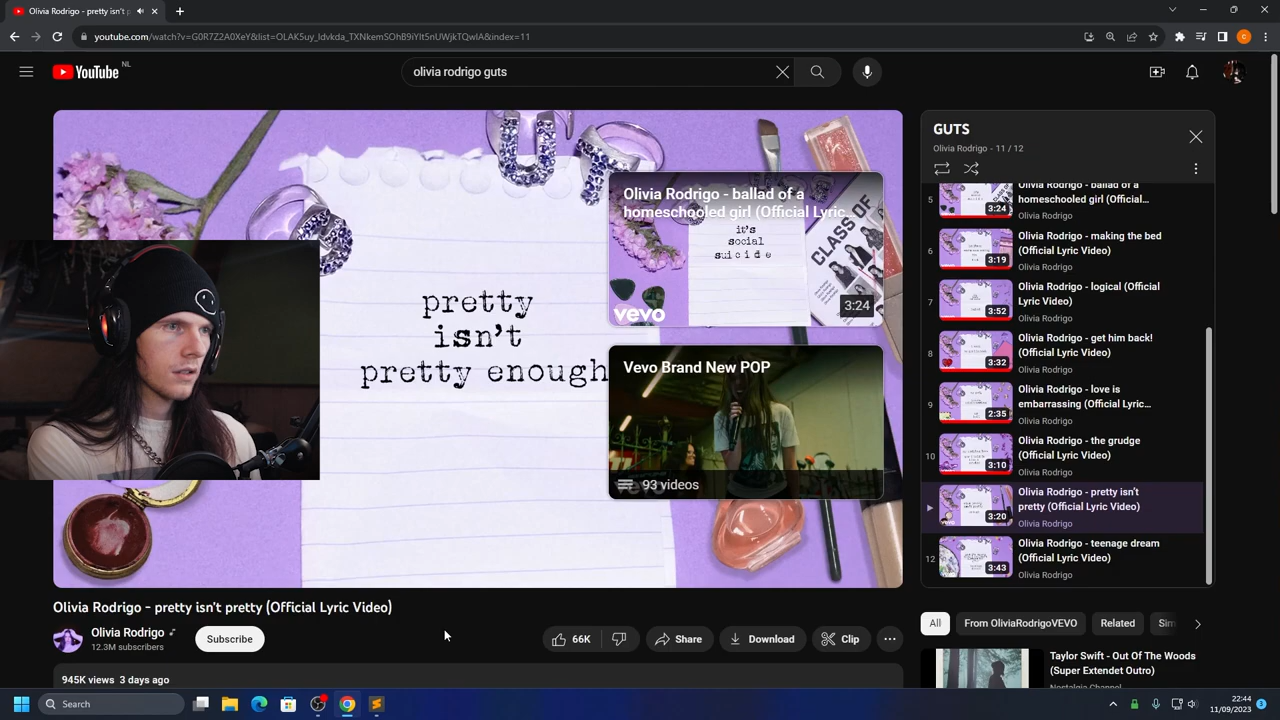 Olivia Rodrigo - pretty isn't p
youtube.com/watch?v=G0R7Z2A0XeY&list=OLAK5uy_ldvkda_TXNkemSOhB9iYlt5nUWjkTQwlA&index=11
YouTube NL
olivia rodrigo guts
pretty
isn't
pretty enough
Olivia Rodrigo - ballad of a
homeschooled girl (Official Lyric...
it's
social
suicide
CLASS OF
vevo
3:24
Vevo Brand New POP
93 videos
GUTS
Olivia Rodrigo - 11 / 12
5
3:24
Olivia Rodrigo - ballad of a
homeschooled girl (Official...
Olivia Rodrigo
6
3:19
Olivia Rodrigo - making the bed
(Official Lyric Video)
Olivia Rodrigo
7
3:52
Olivia Rodrigo - logical (Official
Lyric Video)
Olivia Rodrigo
8
3:32
Olivia Rodrigo - get him back!
(Official Lyric Video)
Olivia Rodrigo
9
2:35
Olivia Rodrigo - love is
embarrassing (Official Lyric...
Olivia Rodrigo
10
3:10
Olivia Rodrigo - the grudge
(Official Lyric Video)
Olivia Rodrigo
3:20
Olivia Rodrigo - pretty isn't
pretty (Official Lyric Video)
Olivia Rodrigo
12
3:43
Olivia Rodrigo - teenage dream
(Official Lyric Video)
Olivia Rodrigo
Olivia Rodrigo - pretty isn't pretty (Official Lyric Video)
Olivia Rodrigo
12.3M subscribers
Subscribe
66K
Share
Download
Clip
945K views 3 days ago
All
From OliviaRodrigoVEVO
Related
Sim
Taylor Swift - Out Of The Woods
(Super Extendet Outro)
Nostalgia Channel
Search
22:44
11/09/2023
3